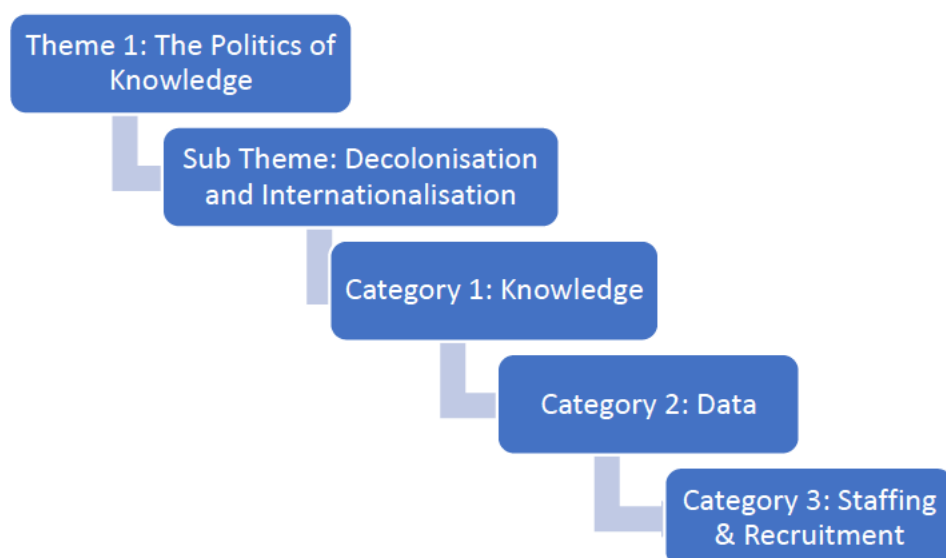 Theme 1: The Politics of
Knowledge
Sub Theme: Decolonisation
and Internationalisation
Category 1: Knowledge
Category 2: Data
Category 3: Staffing
& Recruitment